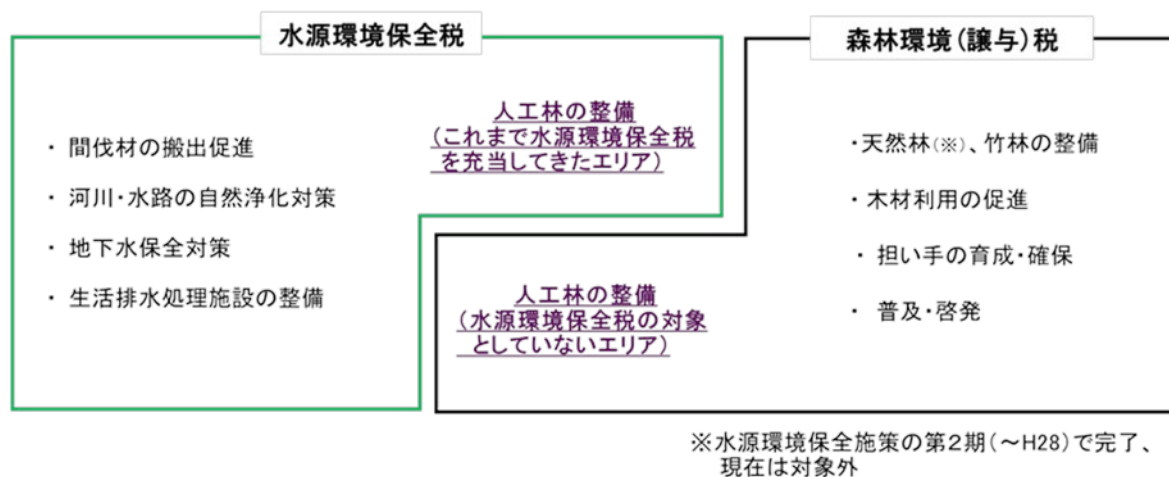 水源環境保全税
・ 間伐材の搬出促進
・ 河川・水路の自然浄化対策
・ 地下水保全対策
・ 生活排水処理施設の整備
人工林の整備
(これまで水源環境保全税
を充当してきたエリア)
人工林の整備
(水源環境保全税の対象
としていないエリア)
森林環境(譲与)税
・天然林(※)、竹林の整備
・木材利用の促進
・ 担い手の育成・確保
・ 普及・啓発
※水源環境保全施策の第2期(~H28)で完了、
現在は対象外